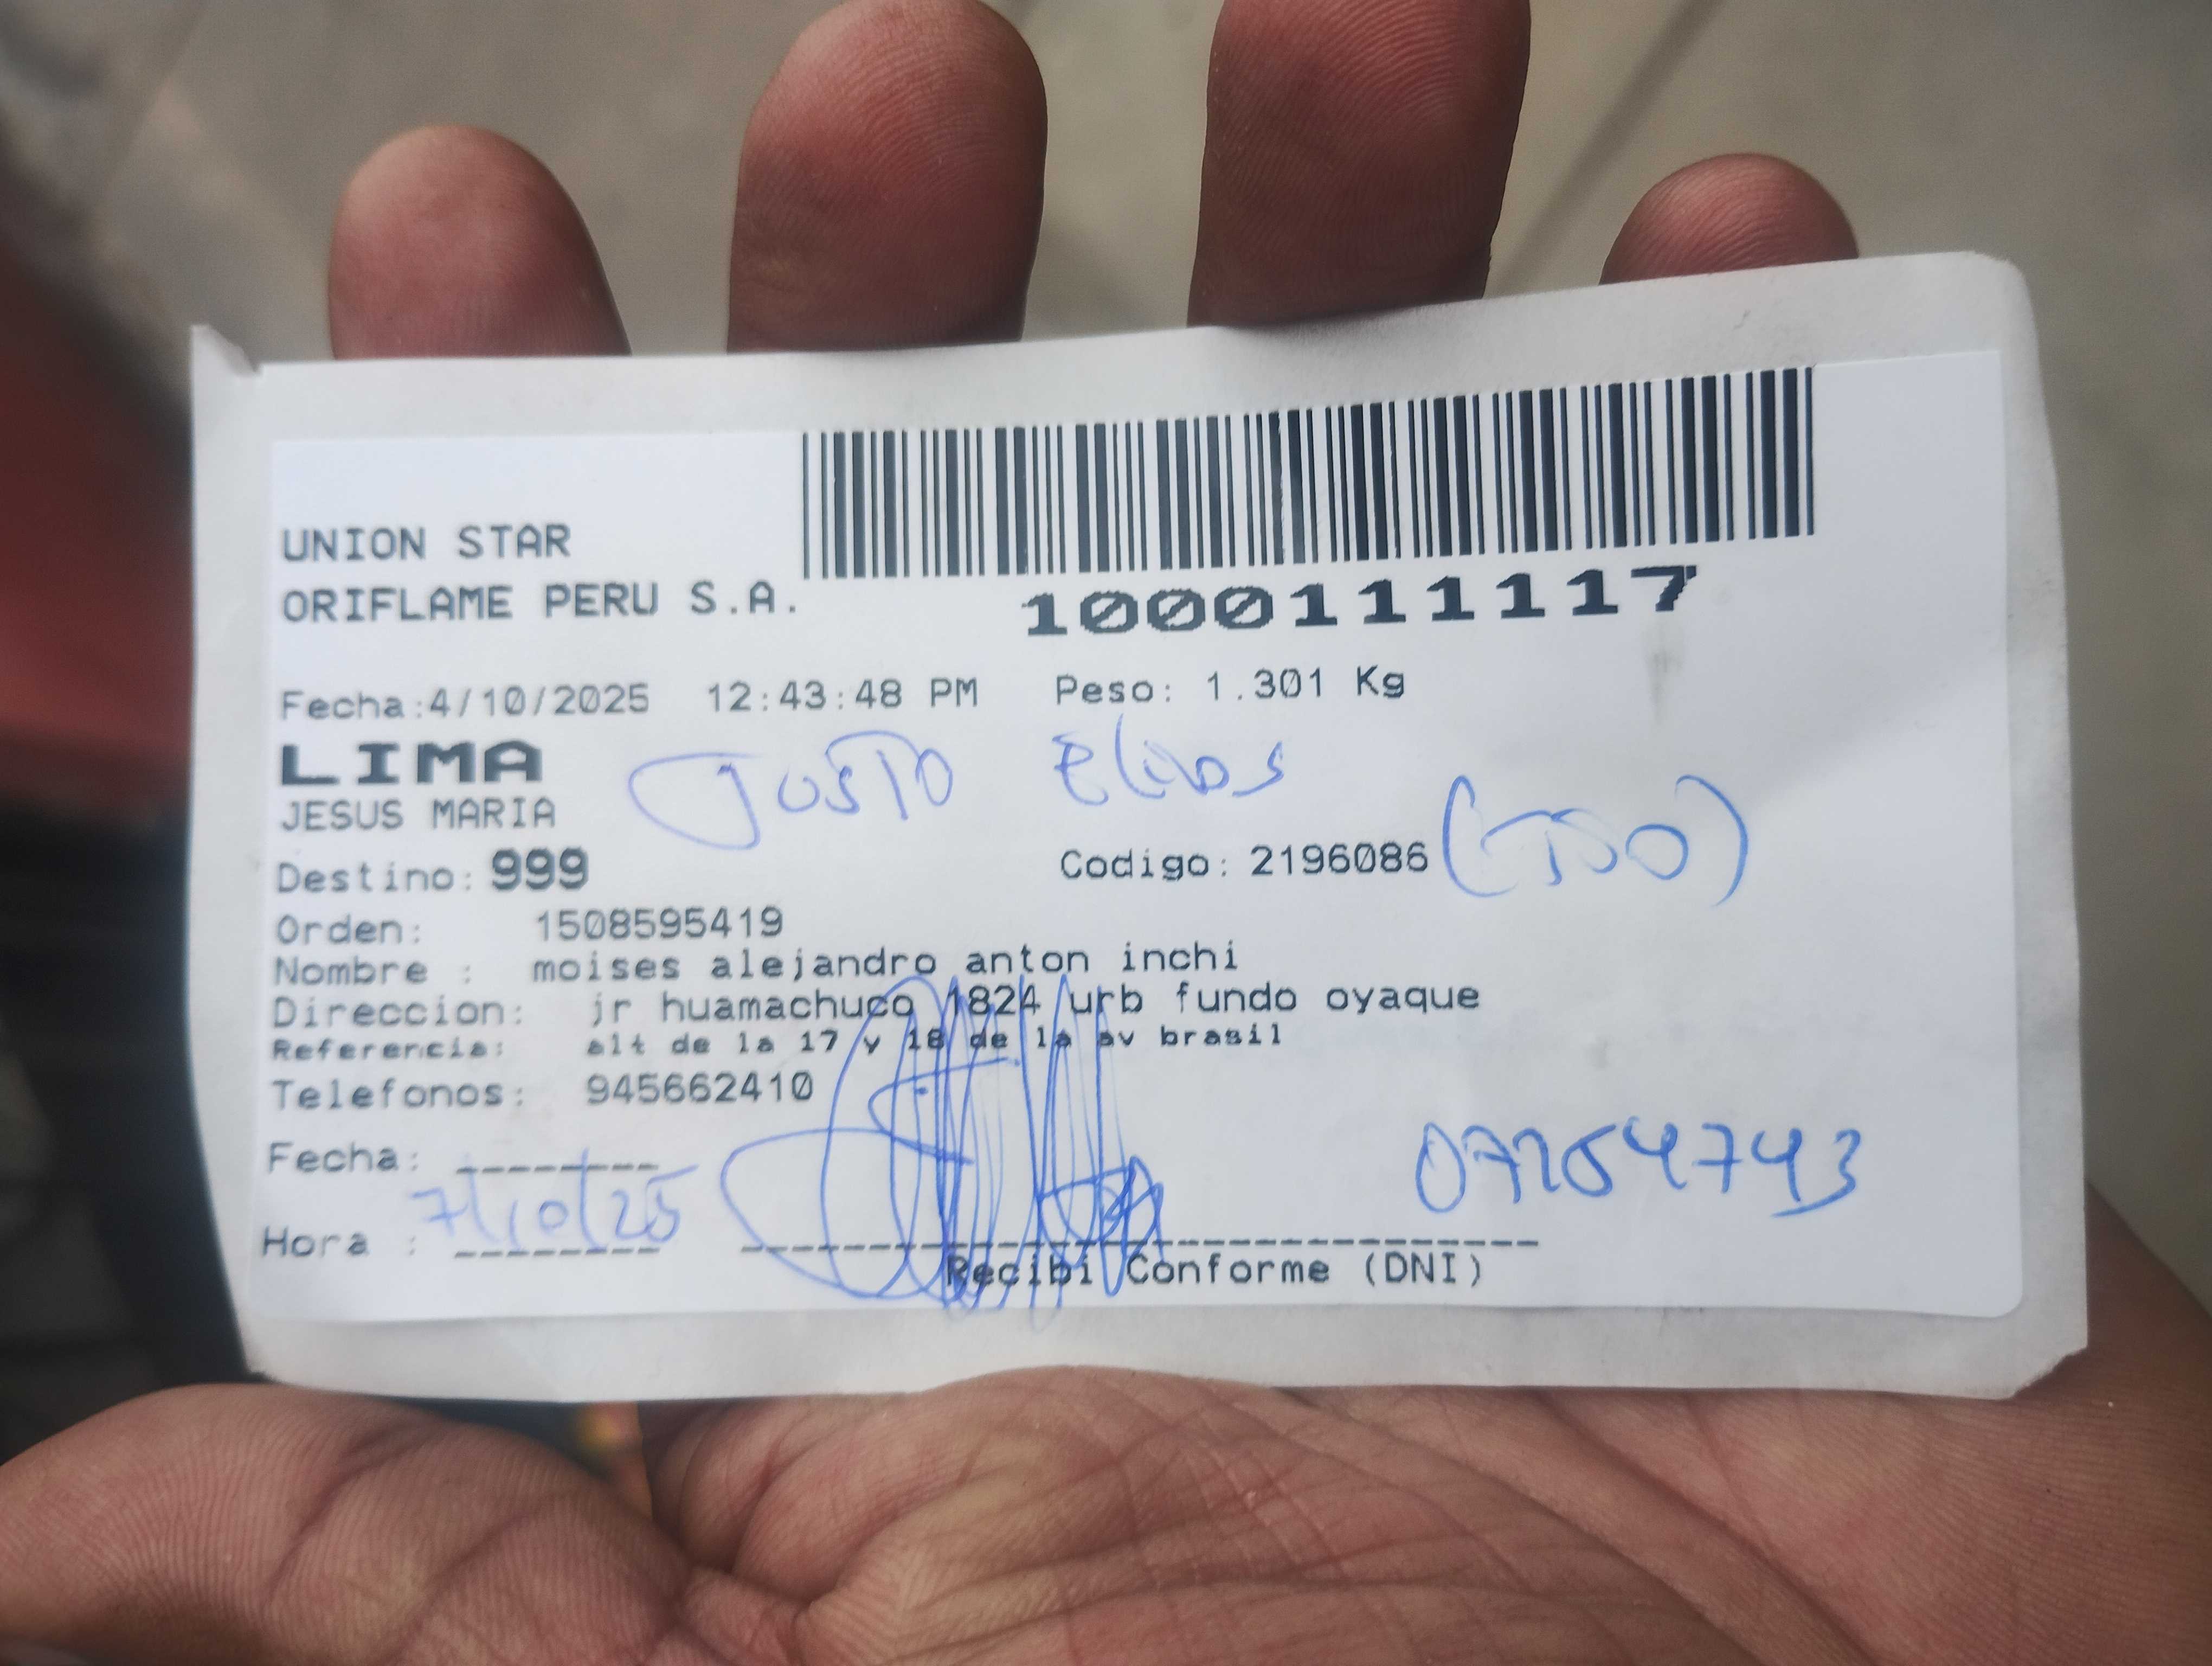 UNION STAR
ORIFLAME PERU S.A.
1000111117
Fecha:4/10/2025 12:43:48 PM Peso: 1.301 Kg
LIMA
JUSTO Elias
JESUS MARIA
Destino: 999 Codigo: 2196086
Orden: 1508595419
Nombre : moises alejandro anton inchi
Direccion: jr huamachuco 1824 urb fundo oyaque
Referencia: alt de la 17 y 18 de la av brasil
Telefonos: 945662410
Fecha:
7/10/25
Hora :
Recibi Conforme (DNI)